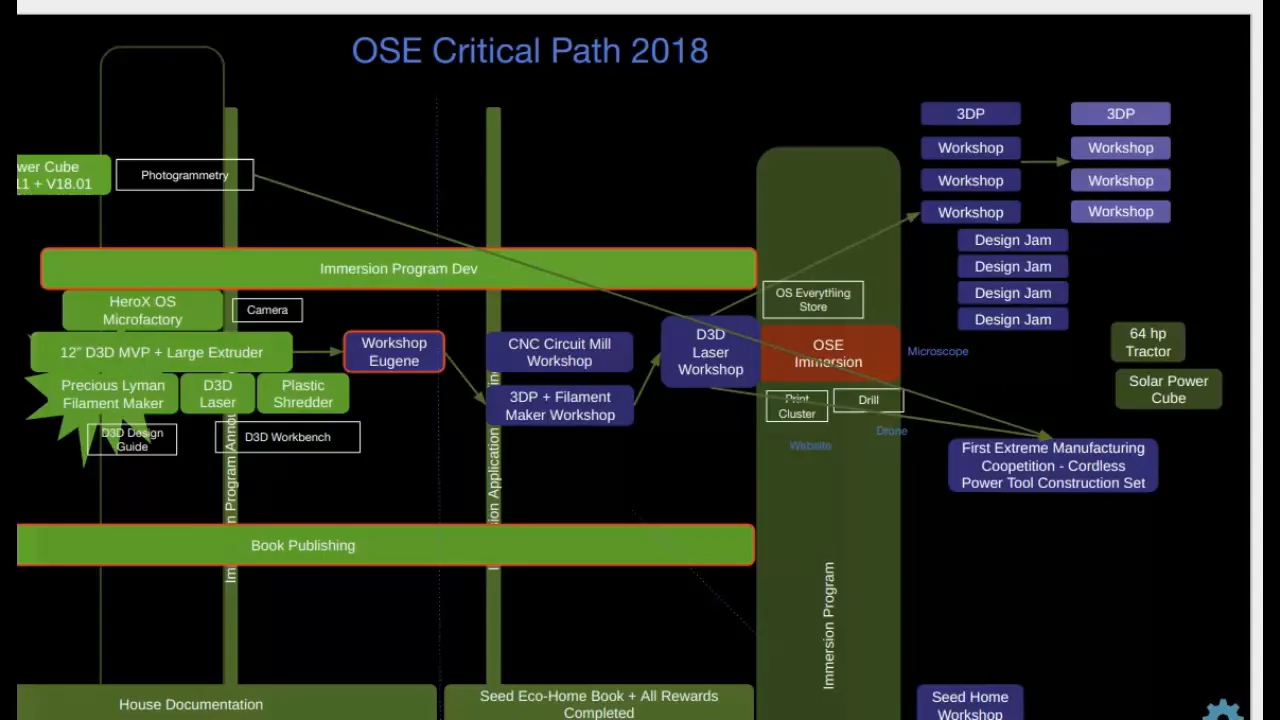 OSE Critical Path 2018
3DP
3DP
Workshop
Workshop
Workshop
Workshop
Workshop
Workshop
Design Jam
Design Jam
Design Jam
Design Jam
wer Cube
11 + V18.01
Photogrammetry
Immersion Program Dev
HeroX OS
Microfactory
Camera
OS Everything
Store
12" D3D MVP + Large Extruder
Workshop
Eugene
CNC Circuit Mill
Workshop
D3D
Laser
Workshop
OSE
Immersion
Microscope
64 hp
Tractor
Precious Lyman
Filament Maker
D3D
Laser
Plastic
Shredder
3DP + Filament
Maker Workshop
Print
Cluster
Drill
Solar Power
Cube
D3D Design
Guide
D3D Workbench
Drone
Website
First Extreme Manufacturing
Coopetition - Cordless
Power Tool Construction Set
n Program Annou
ion Application
Book Publishing
Immersion Program
House Documentation
Seed Eco-Home Book + All Rewards
Completed
Seed Home
Workshop